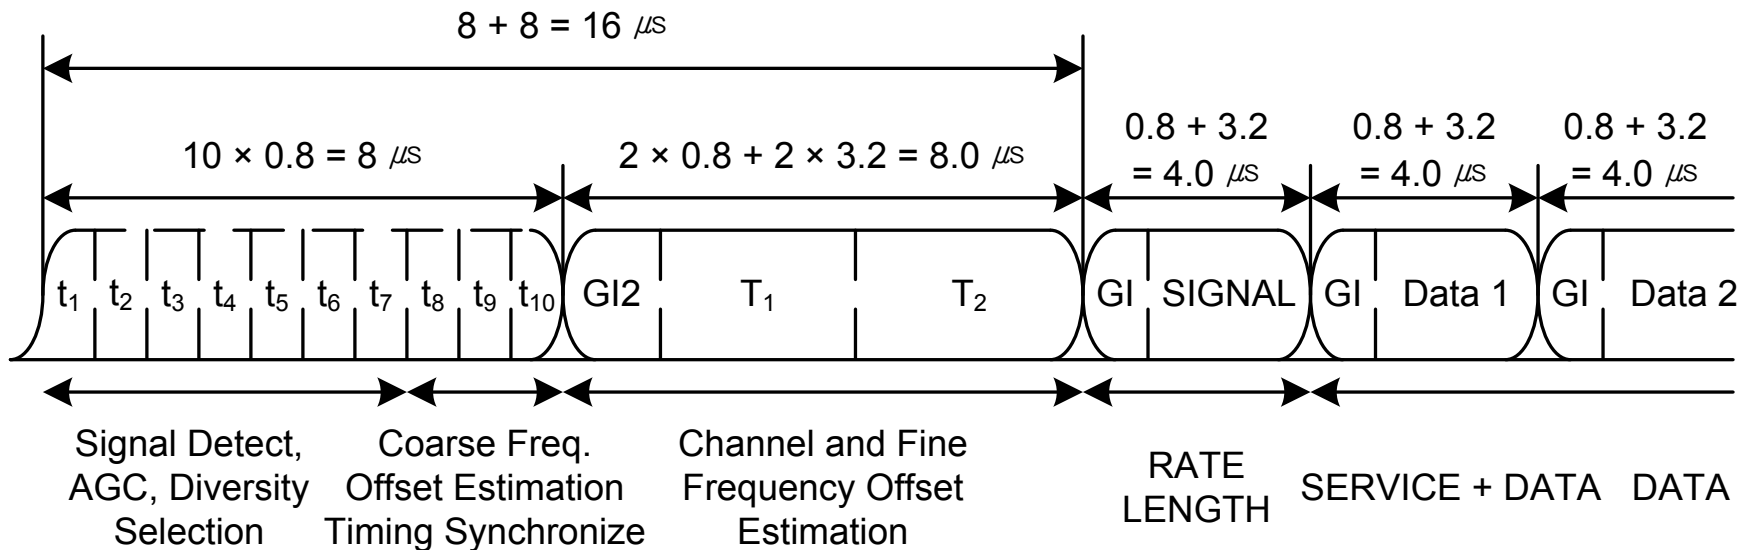 8 + 8 = 16 μs
10 × 0.8 = 8 μs
2 × 0.8 + 2 × 3.2 = 8.0 μs
0.8 + 3.2
= 4.0 μs
0.8 + 3.2
= 4.0 μs
0.8 + 3.2
= 4.0 μs
t₁ t₂ t₃ t₄ t₅ t₆ t₇ t₈ t₉ t₁₀ GI2 T₁ T₂ GI SIGNAL GI Data 1 GI Data 2
Signal Detect,
AGC, Diversity
Selection
Coarse Freq.
Offset Estimation
Timing Synchronize
Channel and Fine
Frequency Offset
Estimation
RATE
LENGTH
SERVICE + DATA
DATA